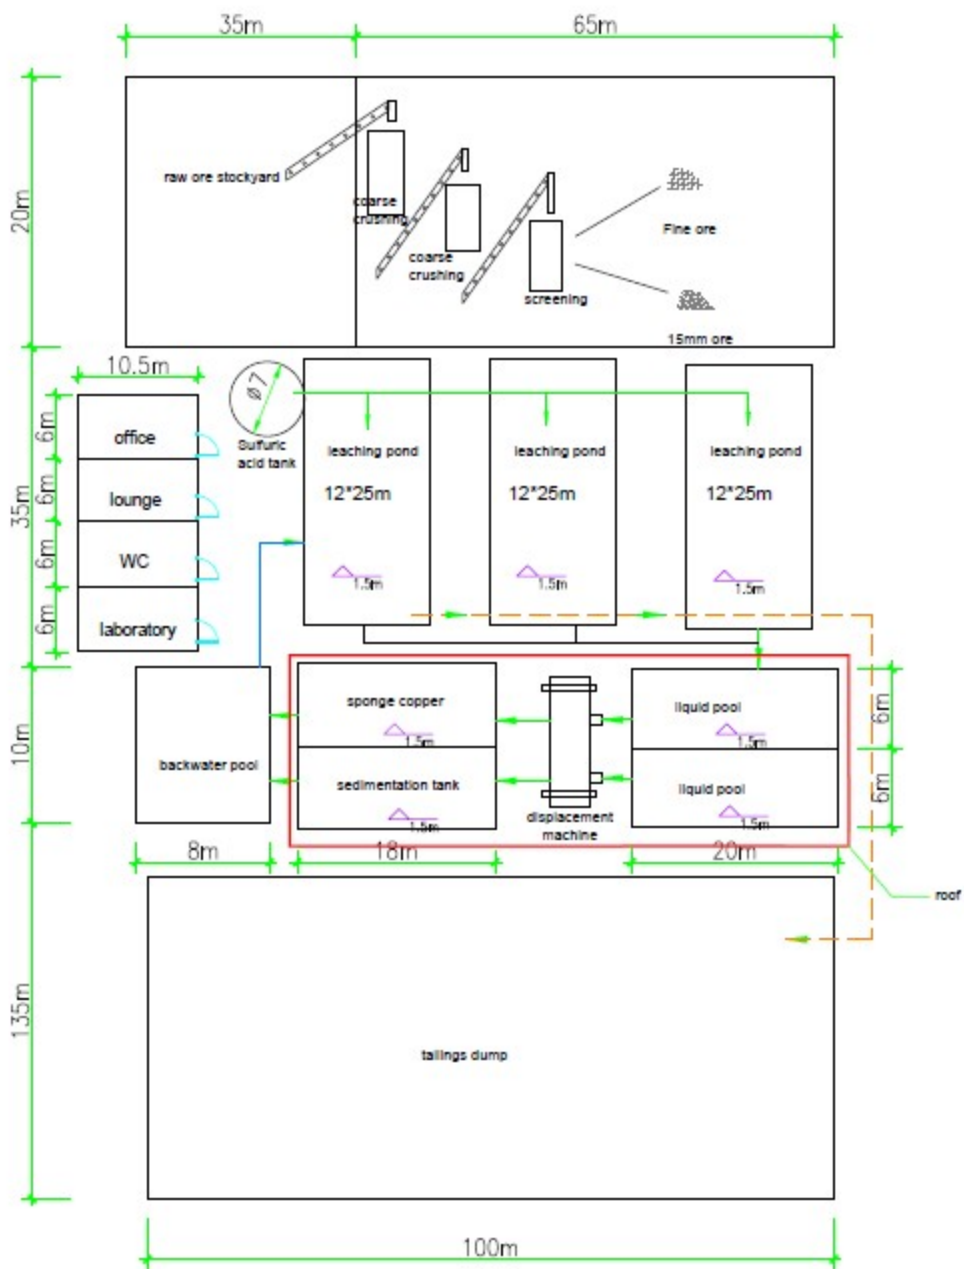 35m
65m
20m
raw ore stockyard
coarse
crushing
coarse
crushing
screening
Fine ore
15mm ore
10.5m
Ø7
Sulfuric
acid tank
35m
6m
office
6m
lounge
6m
WC
6m
laboratory
leaching pond
12*25m
1.5m
leaching pond
12*25m
1.5m
leaching pond
12*25m
1.5m
10m
backwater pool
8m
sponge copper
1.5m
sedimentation tank
1.5m
18m
displacement
machine
liquid pool
1.5m
liquid pool
1.5m
20m
6m
6m
roof
135m
tailings dump
100m